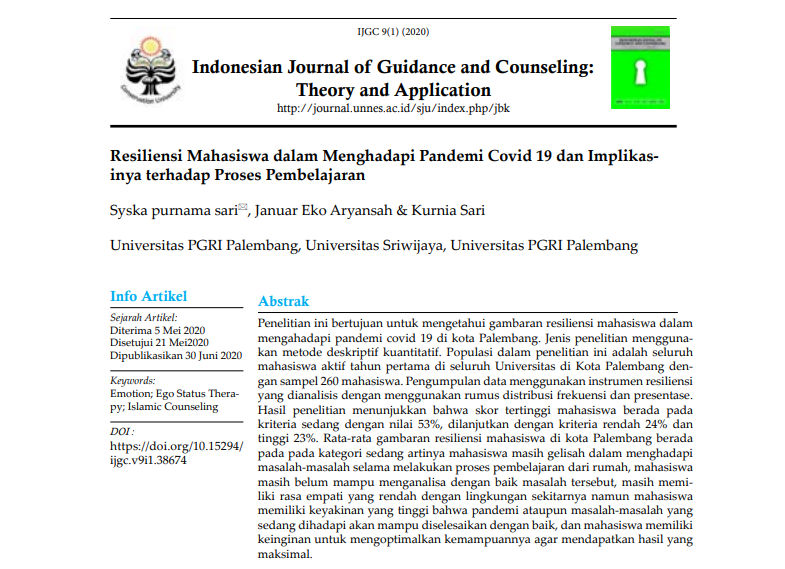 IJGC 9(1) (2020)
Indonesian Journal of Guidance and Counseling:
Theory and Application
http://journal.unnes.ac.id/sju/index.php/jbk
Conservation University
Resiliensi Mahasiswa dalam Menghadapi Pandemi Covid 19 dan Implikas-
inya terhadap Proses Pembelajaran
Syska purnama sari✉, Januar Eko Aryansah & Kurnia Sari
Universitas PGRI Palembang, Universitas Sriwijaya, Universitas PGRI Palembang
Info Artikel
Sejarah Artikel:
Diterima 5 Mei 2020
Disetujui 21 Mei2020
Dipublikasikan 30 Juni 2020
Keywords:
Emotion; Ego Status Thera-
py; Islamic Counseling
DOI :
https://doi.org/10.15294/
ijgc.v9i1.38674
Abstrak
Penelitian ini bertujuan untuk mengetahui gambaran resiliensi mahasiswa dalam
mengahadapi pandemi covid 19 di kota Palembang. Jenis penelitian mengguna-
kan metode deskriptif kuantitatif. Populasi dalam penelitian ini adalah seluruh
mahasiswa aktif tahun pertama di seluruh Universitas di Kota Palembang den-
gan sampel 260 mahasiswa. Pengumpulan data menggunakan instrumen resiliensi
yang dianalisis dengan menggunakan rumus distribusi frekuensi dan presentase.
Hasil penelitian menunjukkan bahwa skor tertinggi mahasiswa berada pada
kriteria sedang dengan nilai 53%, dilanjutkan dengan kriteria rendah 24% dan
tinggi 23%. Rata-rata gambaran resiliensi mahasiswa di kota Palembang berada
pada pada kategori sedang artinya mahasiswa masih gelisah dalam menghadapi
masalah-masalah selama melakukan proses pembelajaran dari rumah, mahasiswa
masih belum mampu menganalisa dengan baik masalah tersebut, masih memi-
liki rasa empati yang rendah dengan lingkungan sekitarnya namun mahasiswa
memiliki keyakinan yang tinggi bahwa pandemi ataupun masalah-masalah yang
sedang dihadapi akan mampu diselesaikan dengan baik, dan mahasiswa memiliki
keinginan untuk mengoptimalkan kemampuannya agar mendapatkan hasil yang
maksimal.